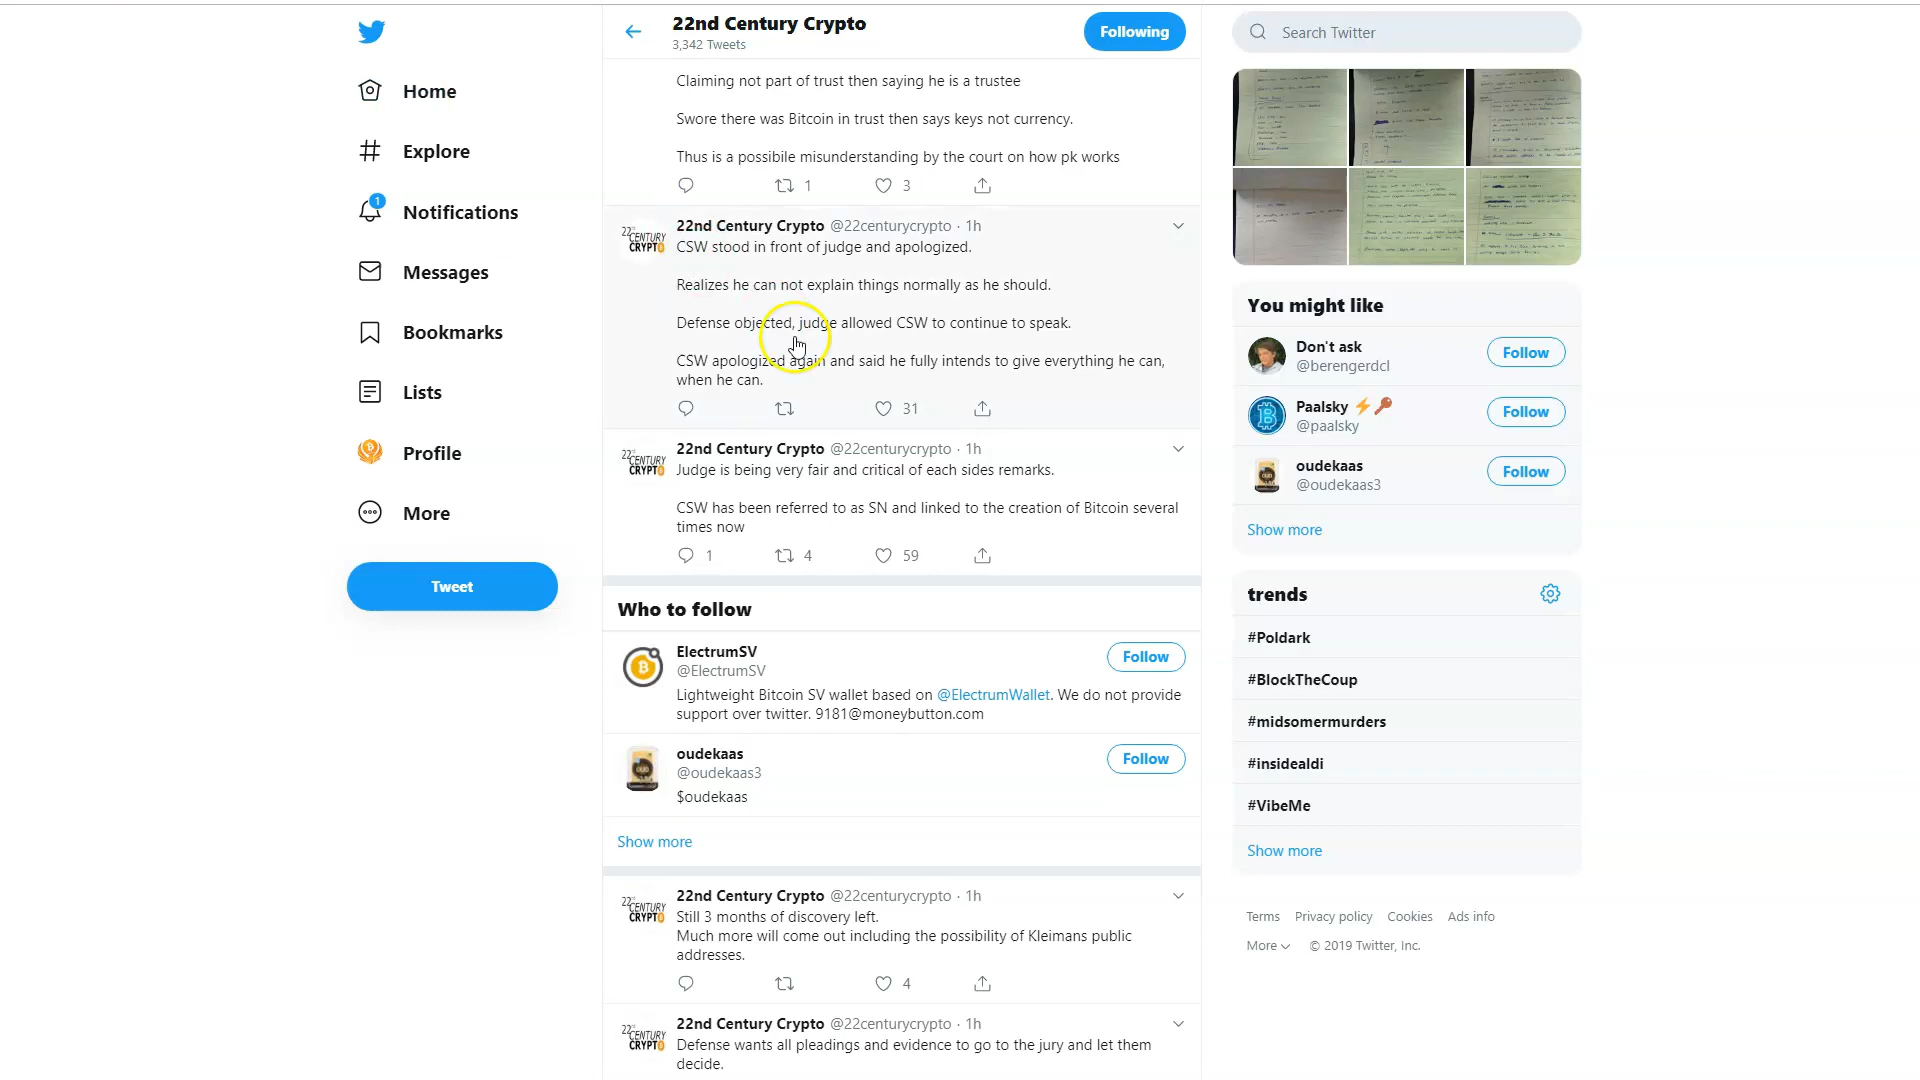 Home
Explore
1
Notifications
Messages
Bookmarks
Lists
Profile
More
Tweet
22nd Century Crypto
3,342 Tweets
Following
Claiming not part of trust then saying he is a trustee
Swore there was Bitcoin in trust then says keys not currency.
Thus is a possibile misunderstanding by the court on how pk works
1 3
22nd Century Crypto @22centurycrypto · 1h
CSW stood in front of judge and apologized.
Realizes he can not explain things normally as he should.
Defense objected, judge allowed CSW to continue to speak.
CSW apologized again and said he fully intends to give everything he can,
when he can.
31
22nd Century Crypto @22centurycrypto · 1h
Judge is being very fair and critical of each sides remarks.
CSW has been referred to as SN and linked to the creation of Bitcoin several
times now
1 4 59
Who to follow
ElectrumSV
@ElectrumSV
Follow
Lightweight Bitcoin SV wallet based on @ElectrumWallet. We do not provide
support over twitter. 9181@moneybutton.com
oudekaas
@oudekaas3
Follow
$oudekaas
Show more
22nd Century Crypto @22centurycrypto · 1h
Still 3 months of discovery left.
Much more will come out including the possibility of Kleimans public
addresses.
4
22nd Century Crypto @22centurycrypto · 1h
Defense wants all pleadings and evidence to go to the jury and let them
decide.
Search Twitter
You might like
Don't ask
@berengerdcl
Follow
Paalsky
@paalsky
Follow
oudekaas
@oudekaas3
Follow
Show more
trends
#Poldark
#BlockTheCoup
#midsomermurders
#insidealdi
#VibeMe
Show more
Terms Privacy policy Cookies Ads info
More © 2019 Twitter, Inc.